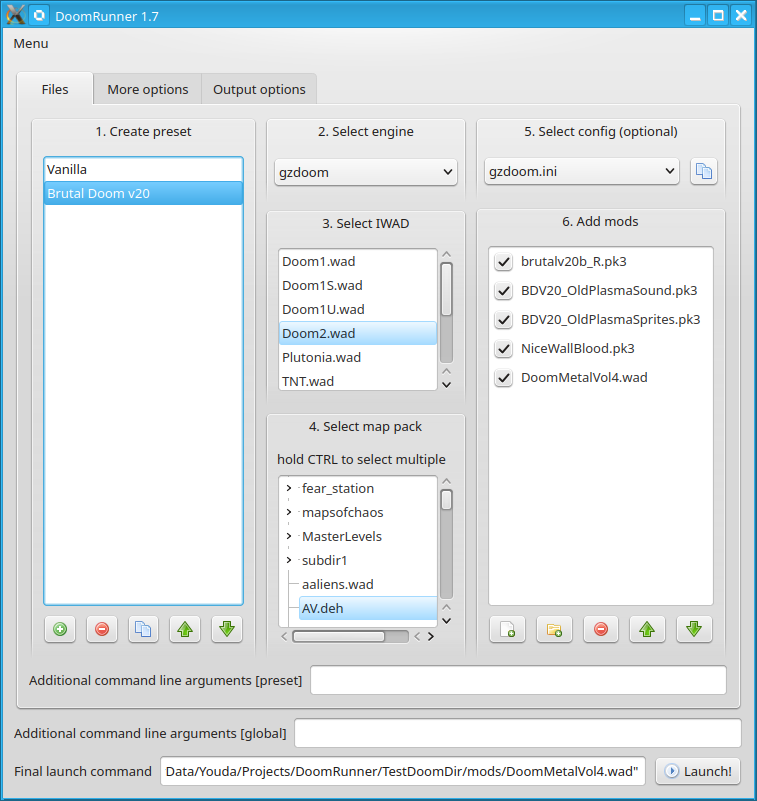 DoomRunner 1.7
Menu
Files
More options
Output options
1. Create preset
Vanilla
Brutal Doom v20
2. Select engine
gzdoom
3. Select IWAD
Doom1.wad
Doom1S.wad
Doom1U.wad
Doom2.wad
Plutonia.wad
TNT.wad
4. Select map pack
hold CTRL to select multiple
fear_station
mapsofchaos
MasterLevels
subdir1
aaliens.wad
AV.deh
5. Select config (optional)
gzdoom.ini
6. Add mods
brutalv20b_R.pk3
BDV20_OldPlasmaSound.pk3
BDV20_OldPlasmaSprites.pk3
NiceWallBlood.pk3
DoomMetalVol4.wad
Additional command line arguments [preset]
Additional command line arguments [global]
Final launch command
Data/Youda/Projects/DoomRunner/TestDoomDir/mods/DoomMetalVol4.wad"
Launch!